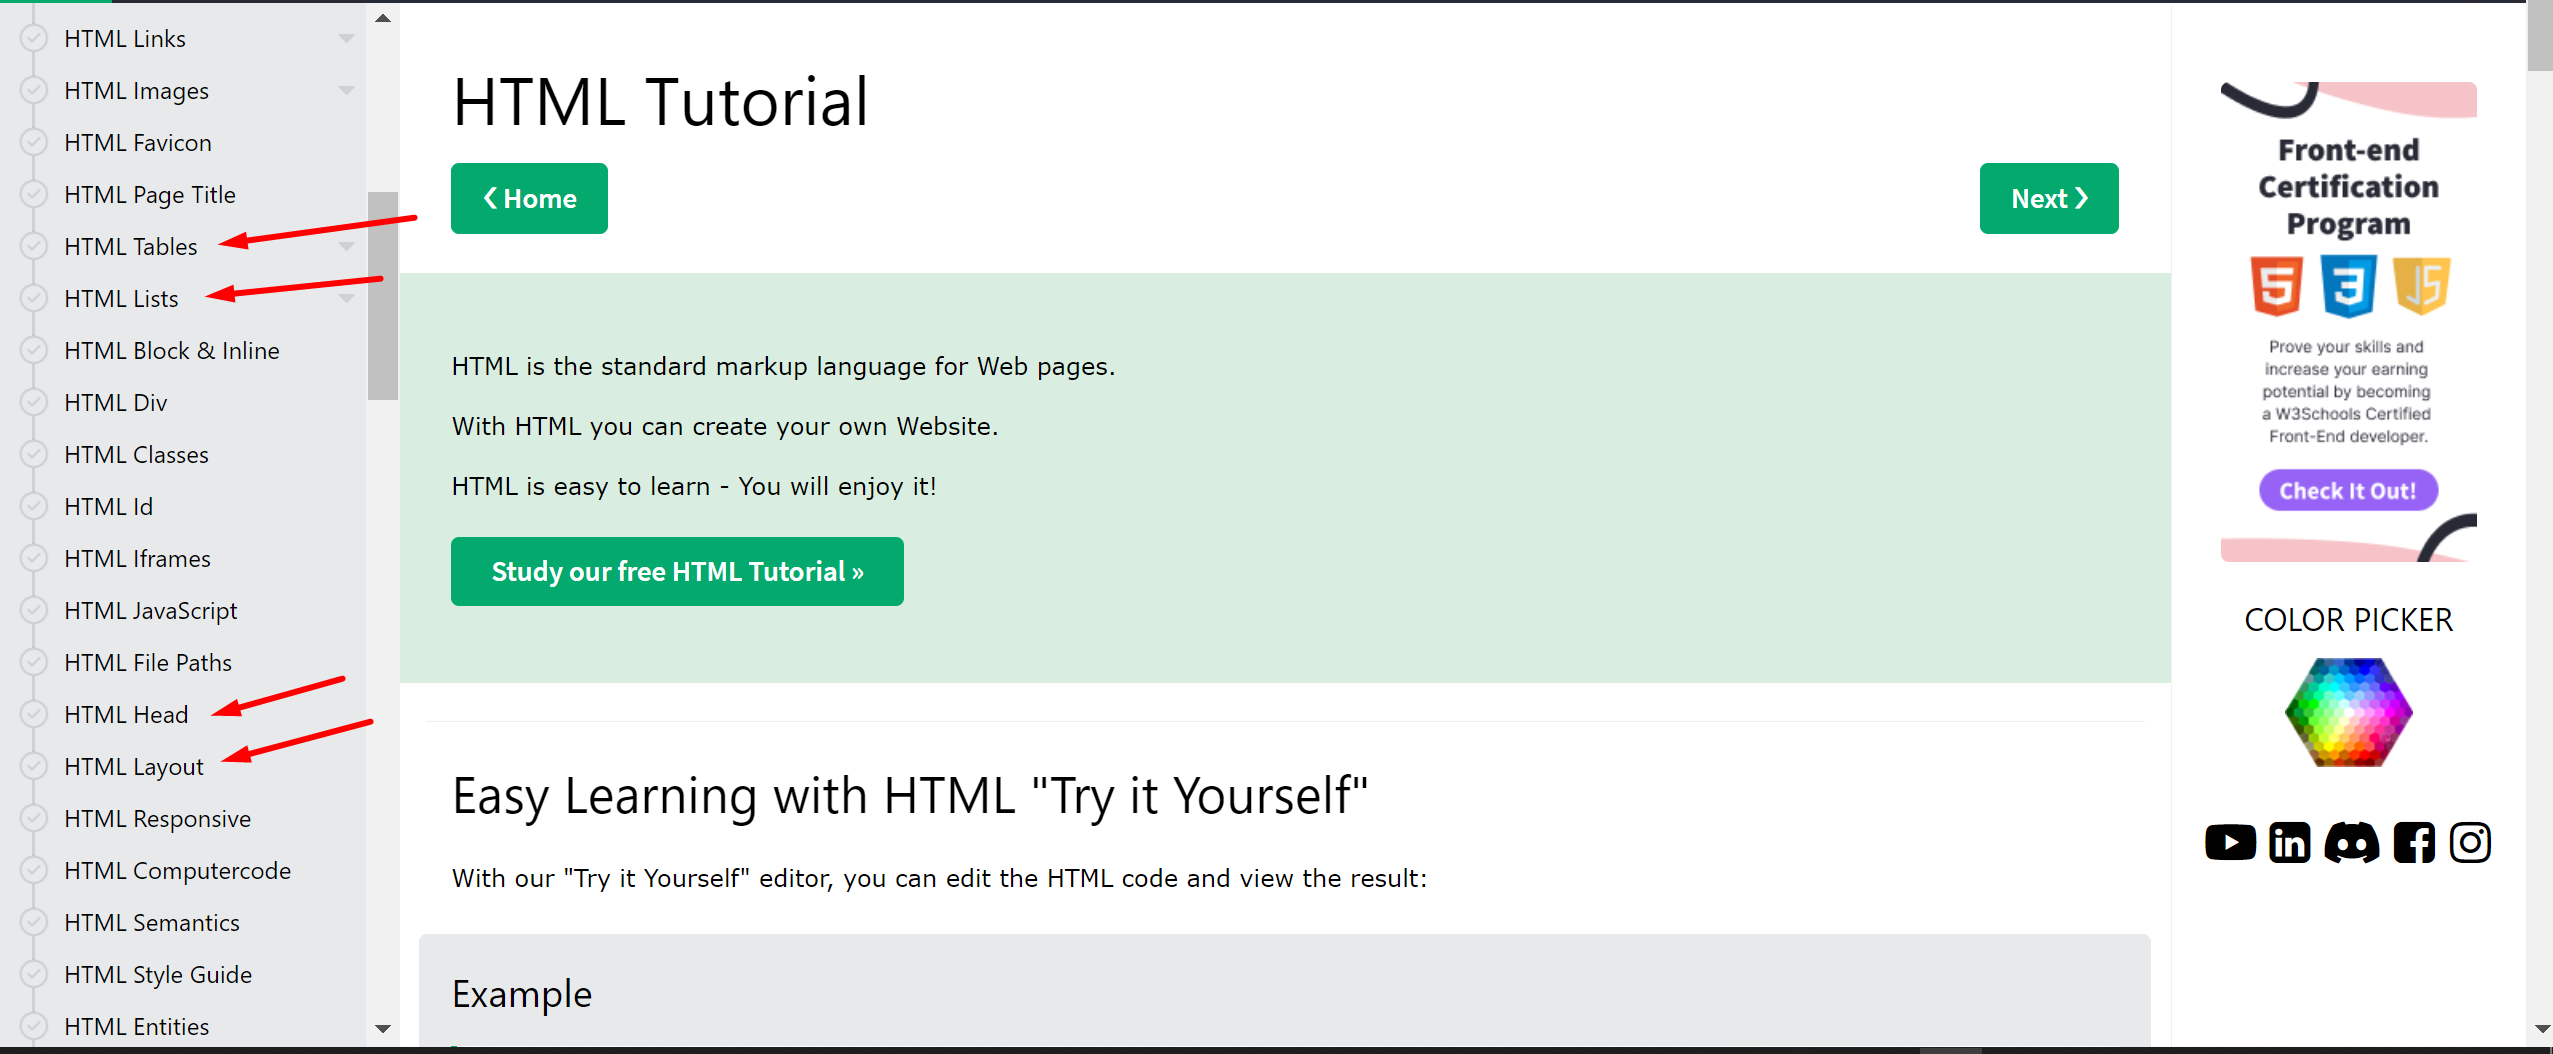 HTML Links
HTML Images
HTML Favicon
HTML Page Title
HTML Tables
HTML Lists
HTML Block & Inline
HTML Div
HTML Classes
HTML Id
HTML Iframes
HTML JavaScript
HTML File Paths
HTML Head
HTML Layout
HTML Responsive
HTML Computercode
HTML Semantics
HTML Style Guide
HTML Entities
HTML Tutorial
❮ Home
Next ❯
HTML is the standard markup language for Web pages.
With HTML you can create your own Website.
HTML is easy to learn - You will enjoy it!
Study our free HTML Tutorial »
Easy Learning with HTML "Try it Yourself"
With our "Try it Yourself" editor, you can edit the HTML code and view the result:
Example
Front-end
Certification
Program
5 3 JS
Prove your skills and
increase your earning
potential by becoming
a W3Schools Certified
Front-End developer.
Check It Out!
COLOR PICKER
in